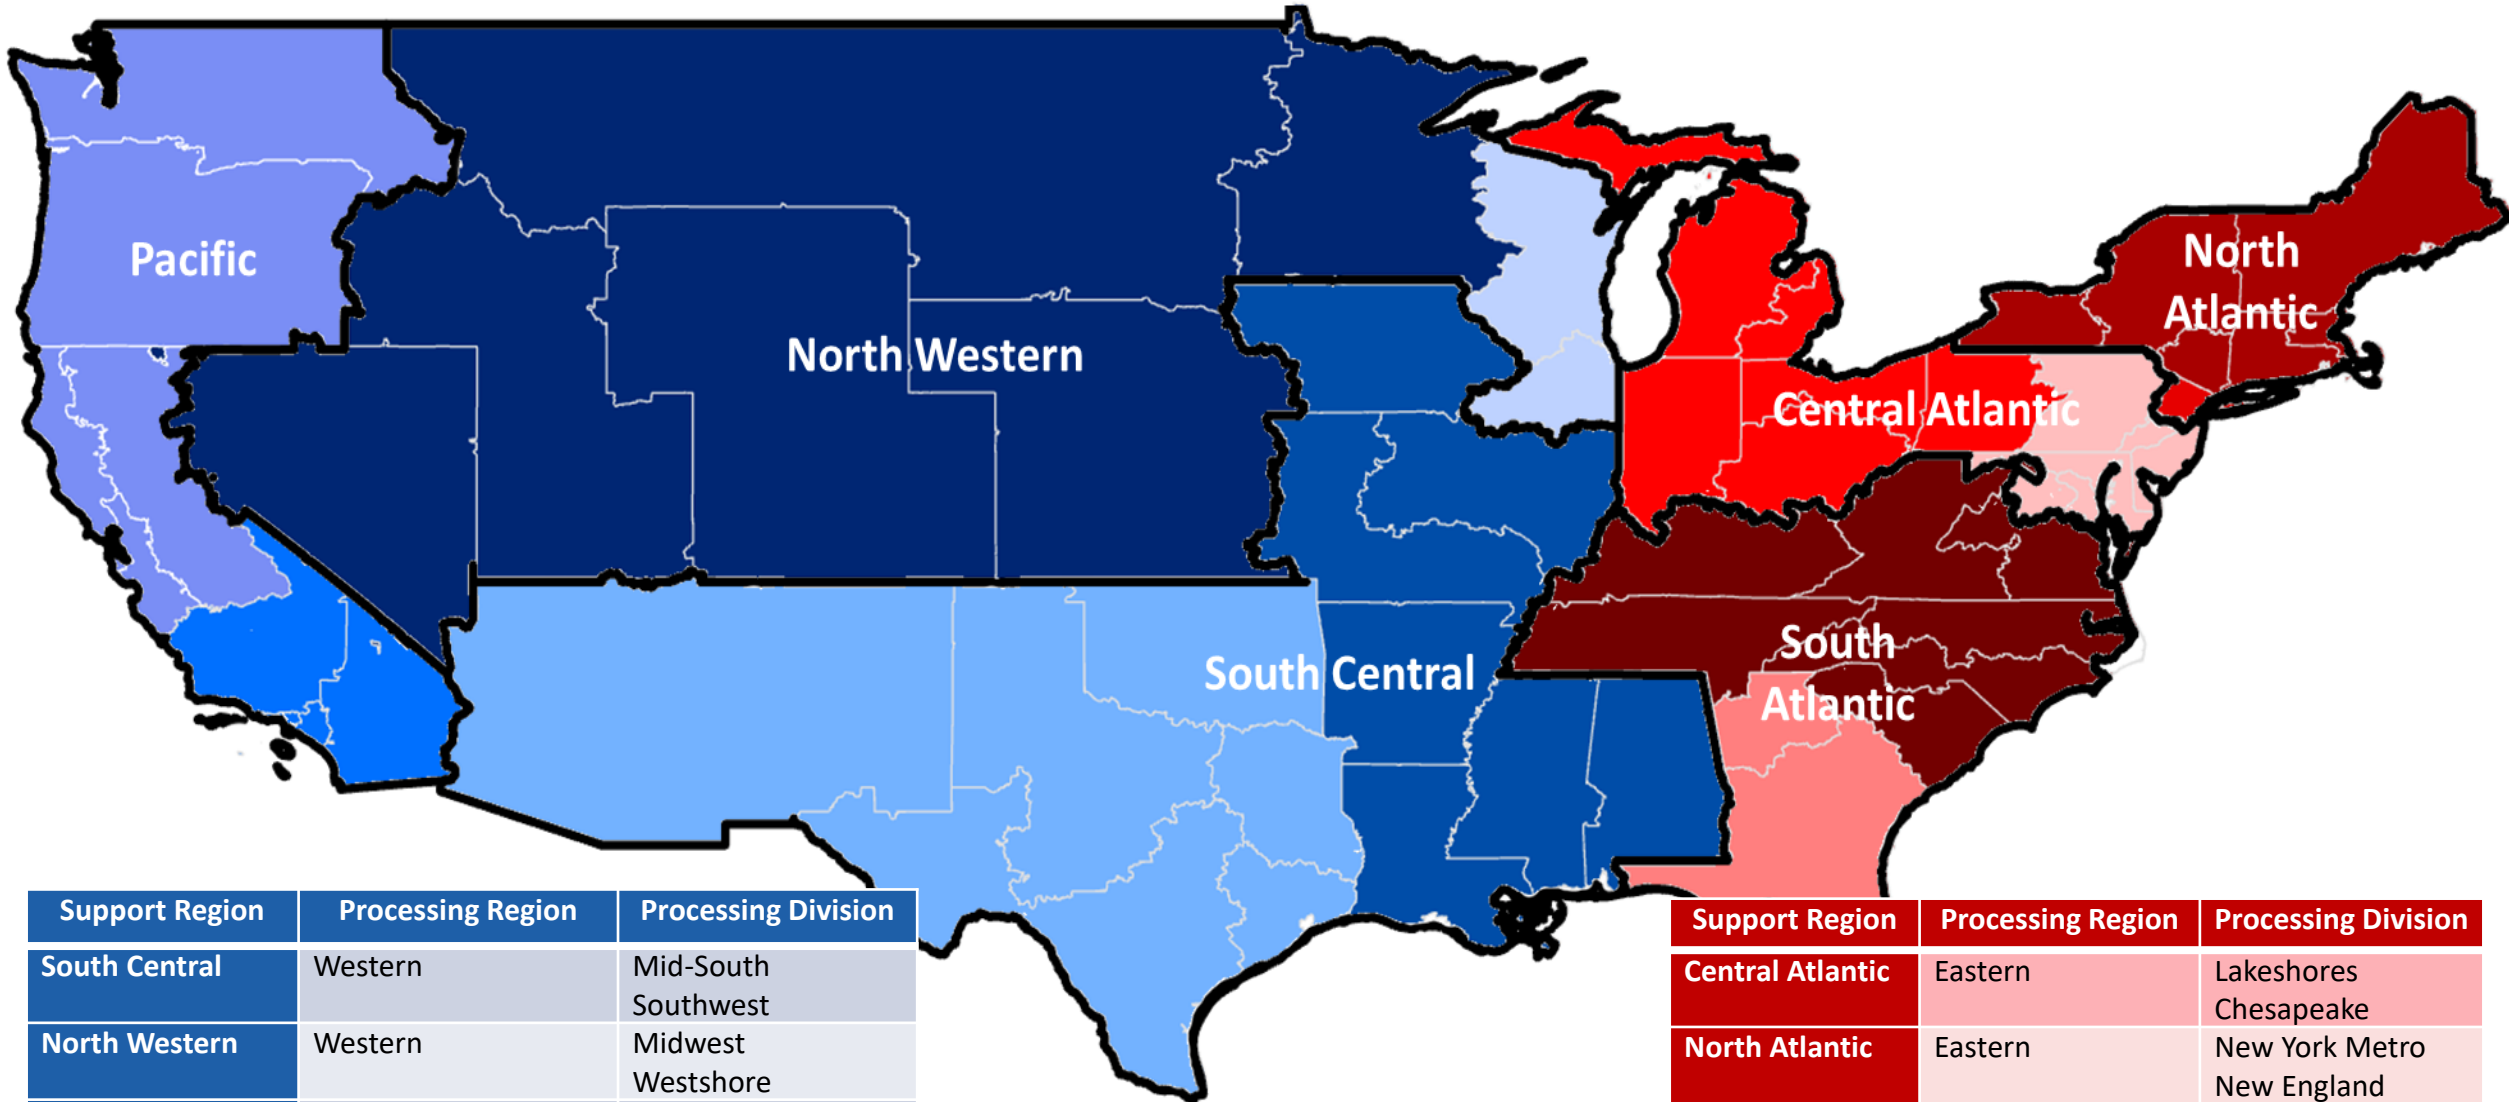 Pacific
North Western
South Central
North
Atlantic
Central Atlantic
South
Atlantic
Support Region Processing Region Processing Division
South Central Western Mid-South
Southwest
North Western Western Midwest
Westshore
Support Region Processing Region Processing Division
Central Atlantic Eastern Lakeshores
Chesapeake
North Atlantic Eastern New York Metro
New England